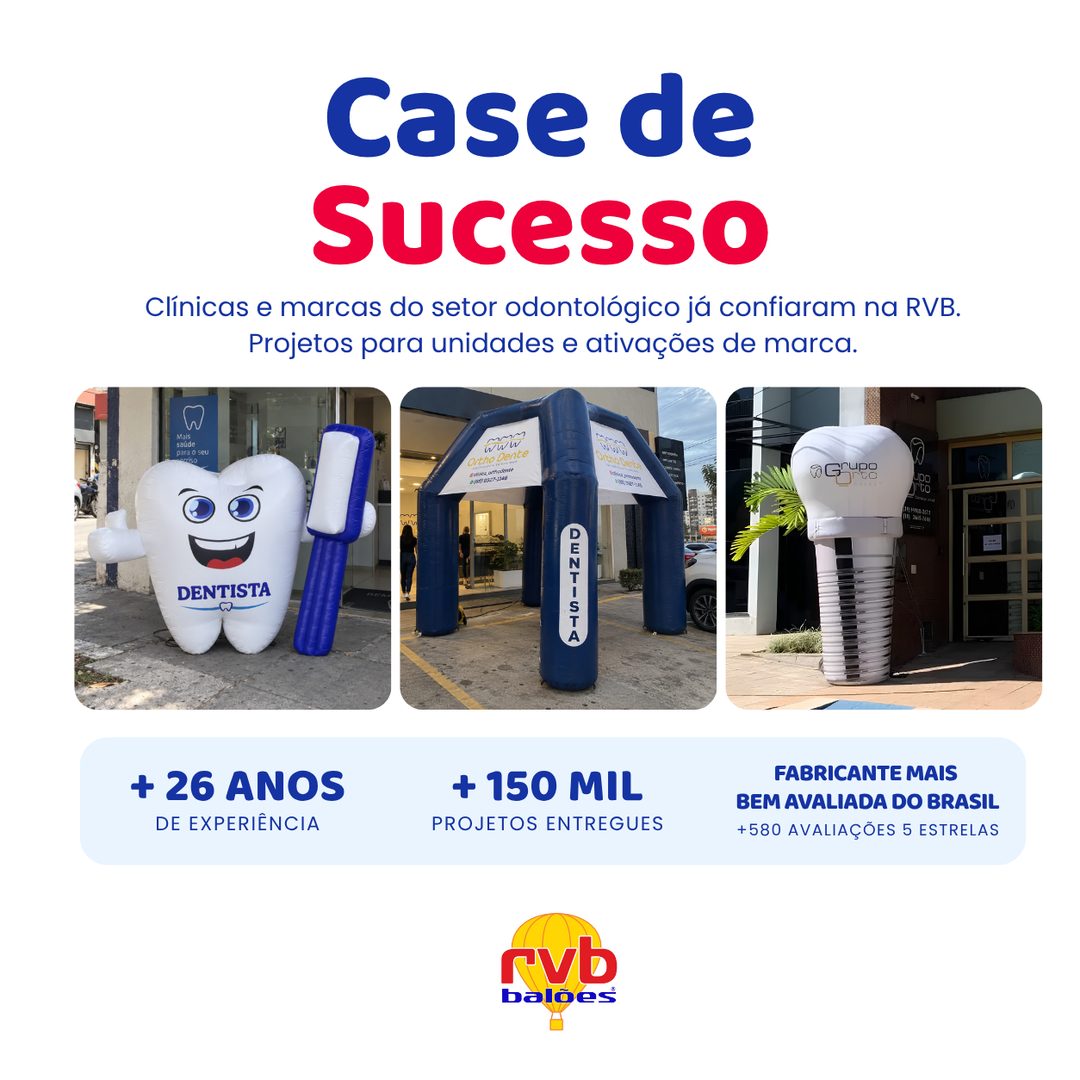 Case de
Sucesso
Clínicas e marcas do setor odontológico já confiaram na RVB.
Projetos para unidades e ativações de marca.
Mais
saúde
para o seu
DENTISTA
Ortho Dente
Ortho Dente
DENTISTA
Grupo
Orto
Grupo
Orto
+ 26 ANOS
DE EXPERIÊNCIA
+ 150 MIL
PROJETOS ENTREGUES
FABRICANTE MAIS
BEM AVALIADA DO BRASIL
+580 AVALIAÇÕES 5 ESTRELAS
rvb
balões